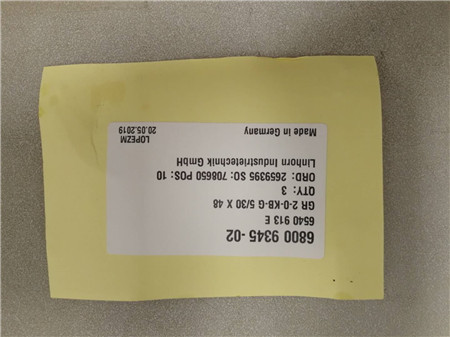 6800 9345-02
6540 913 E
GR 2-0-KB-G 5/30 X 48
QTY: 3
ORD: 2659395 SO: 708650 POS: 10
Linhorn Industrietechnik GmbH
Made in Germany
LOPEZM
20.05.2019